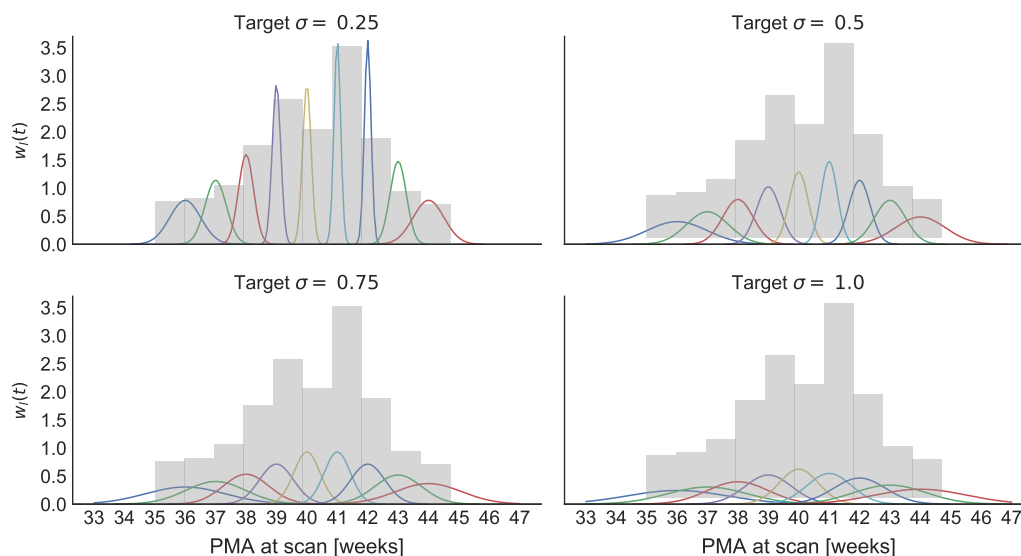 Target σ = 0.25
Target σ = 0.5
3.5
3.0
2.5
2.0
1.5
1.0
0.5
0.0
w_l(t)
Target σ = 0.75
Target σ = 1.0
3.5
3.0
2.5
2.0
1.5
1.0
0.5
0.0
w_l(t)
33 34 35 36 37 38 39 40 41 42 43 44 45 46 47
33 34 35 36 37 38 39 40 41 42 43 44 45 46 47
PMA at scan [weeks]
PMA at scan [weeks]